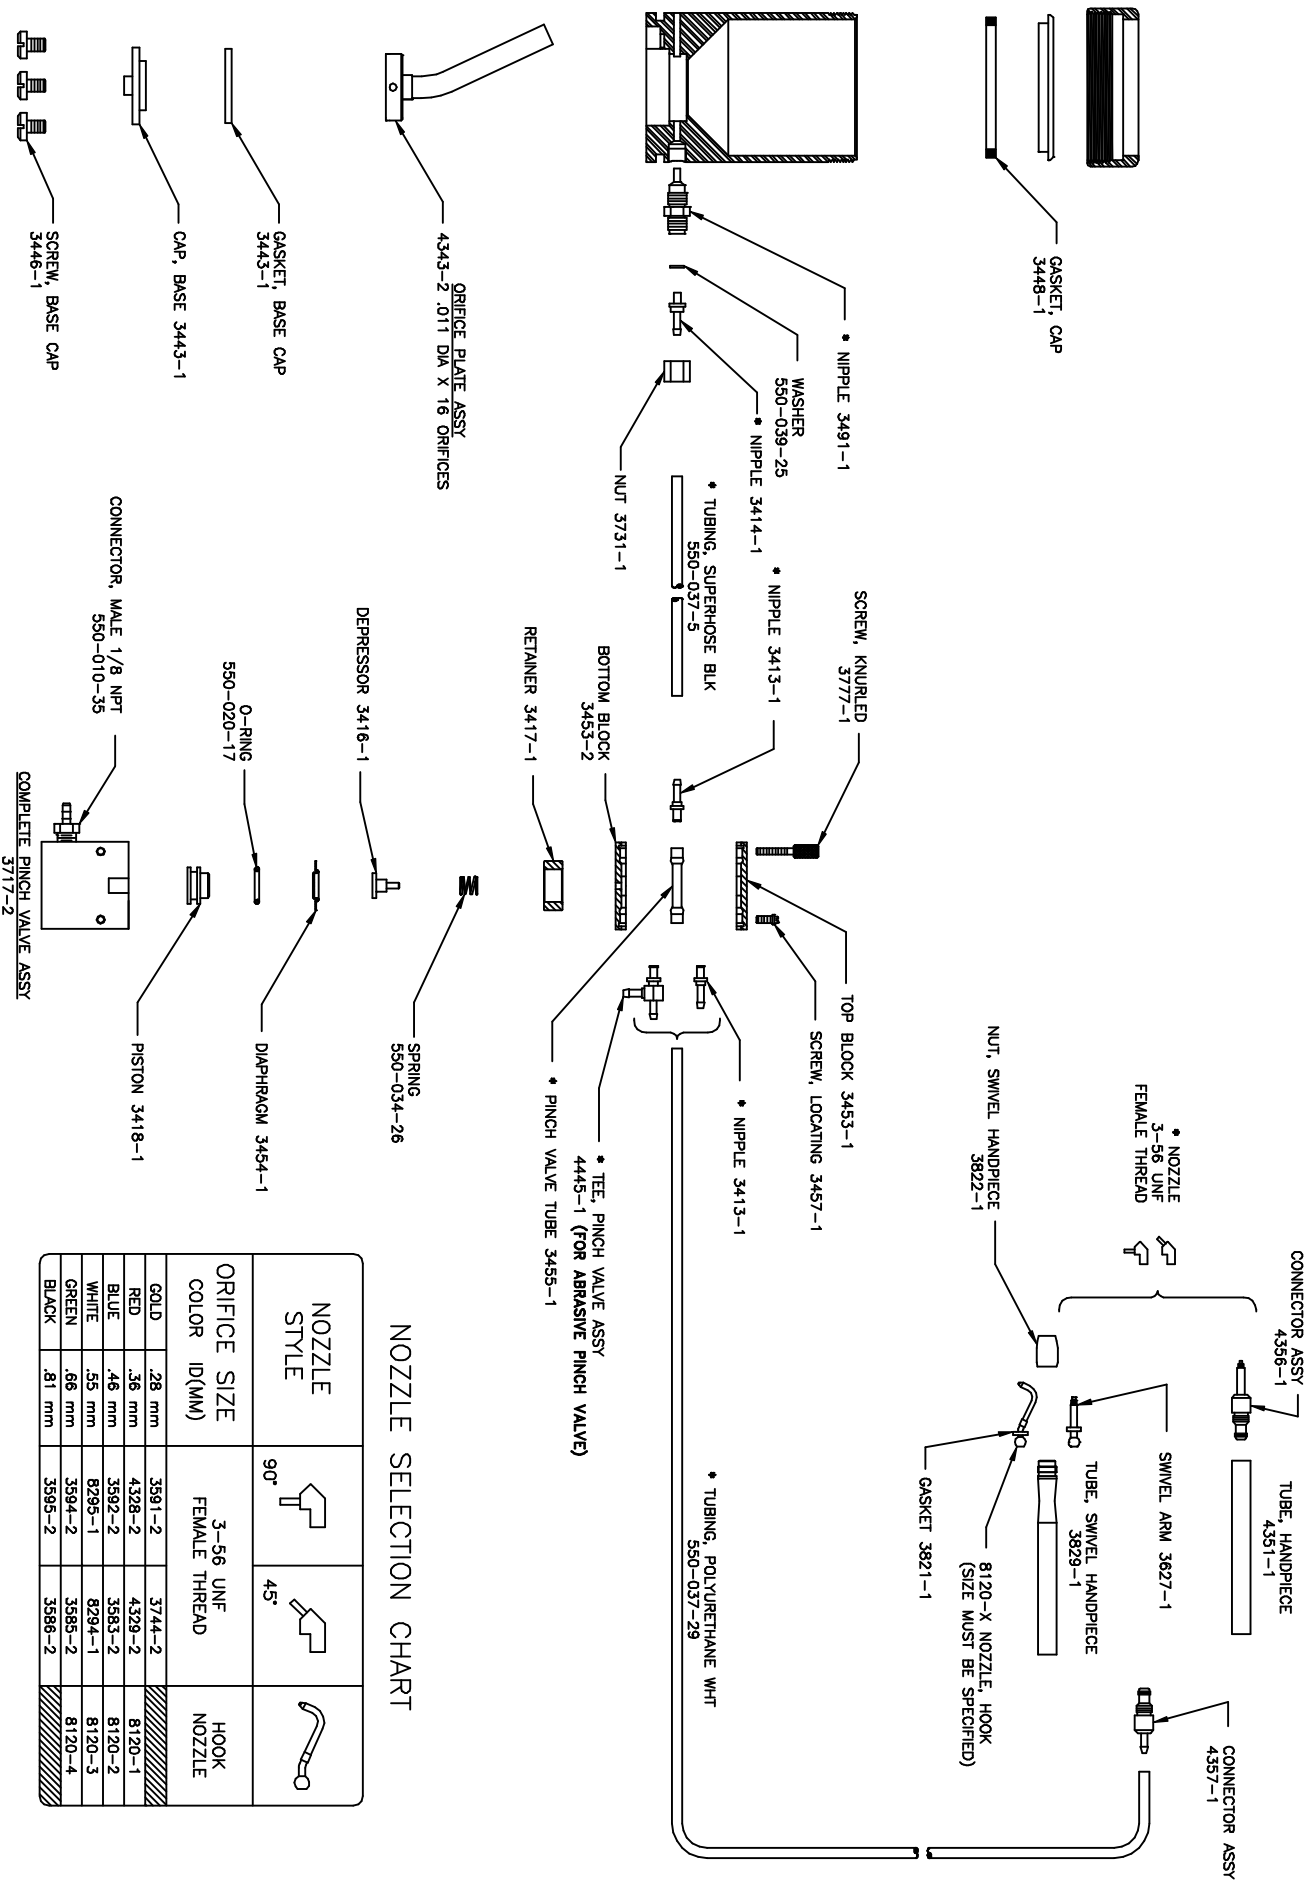 CONNECTOR ASSY
4356-1
TUBE, HANDPIECE
4351-1
CONNECTOR ASSY
4357-1
* NOZZLE
3-56 UNF
FEMALE THREAD
SWIVEL ARM 3627-1
TUBE, SWIVEL HANDPIECE
3829-1
NUT, SWIVEL HANDPIECE
3822-1
8120-X NOZZLE, HOOK
(SIZE MUST BE SPECIFIED)
GASKET 3821-1
GASKET, CAP
3448-1
* NIPPLE 3491-1
WASHER
550-039-25
* NIPPLE 3414-1
NUT 3731-1
* TUBING, SUPERHOSE BLK
550-037-5
* NIPPLE 3413-1
SCREW, KNURLED
3777-1
TOP BLOCK 3453-1
SCREW, LOCATING 3457-1
* NIPPLE 3413-1
* TEE, PINCH VALVE ASSY
4445-1 (FOR ABRASIVE PINCH VALVE)
* PINCH VALVE TUBE 3455-1
* TUBING, POLYURETHANE WHT
550-037-29
BOTTOM BLOCK
3453-2
RETAINER 3417-1
SPRING
550-034-26
DEPRESSOR 3416-1
DIAPHRAGM 3454-1
O-RING
550-020-17
PISTON 3418-1
CONNECTOR, MALE 1/8 NPT
550-010-35
COMPLETE PINCH VALVE ASSY
3717-2
ORIFICE PLATE ASSY
4343-2 .011 DIA X 16 ORIFICES
GASKET, BASE CAP
3443-1
CAP, BASE 3443-1
SCREW, BASE CAP
3446-1
NOZZLE SELECTION CHART
NOZZLE
STYLE
90°
45°
ORIFICE SIZE
COLOR ID(MM)
3-56 UNF
FEMALE THREAD
HOOK
NOZZLE
GOLD .28 mm 3591-2 3744-2
RED .36 mm 4328-2 4329-2 8120-1
BLUE .46 mm 3592-2 3583-2 8120-2
WHITE .55 mm 8295-1 8294-1 8120-3
GREEN .66 mm 3594-2 3585-2 8120-4
BLACK .81 mm 3595-2 3586-2